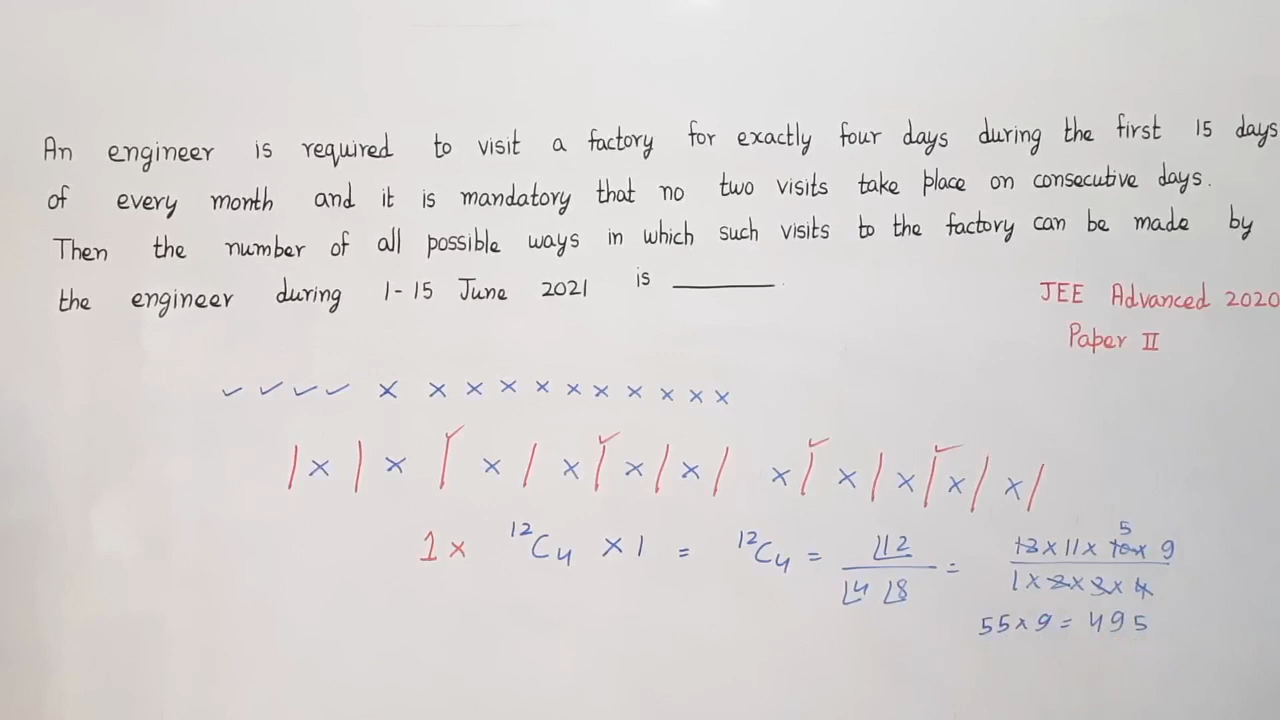 An engineer is required to visit a factory for exactly four days during the first 15 days
of every month and it is mandatory that no two visits take place on consecutive days.
Then the number of all possible ways in which such visits to the factory can be made by
the engineer during 1-15 June 2021 is ______.
JEE Advanced 2020
Paper II
✓ ✓ ✓ ✓ × × × × × × × × × × ×
| × | × | × | × | × | × | × | × | × | × | × |
1 × ¹²C₄ × 1 = ¹²C₄ = ∟12 / ∟4 ∟8 = 12 × 11 × 10 × 9 / 1 × 2 × 3 × 4
5
55 × 9 = 495